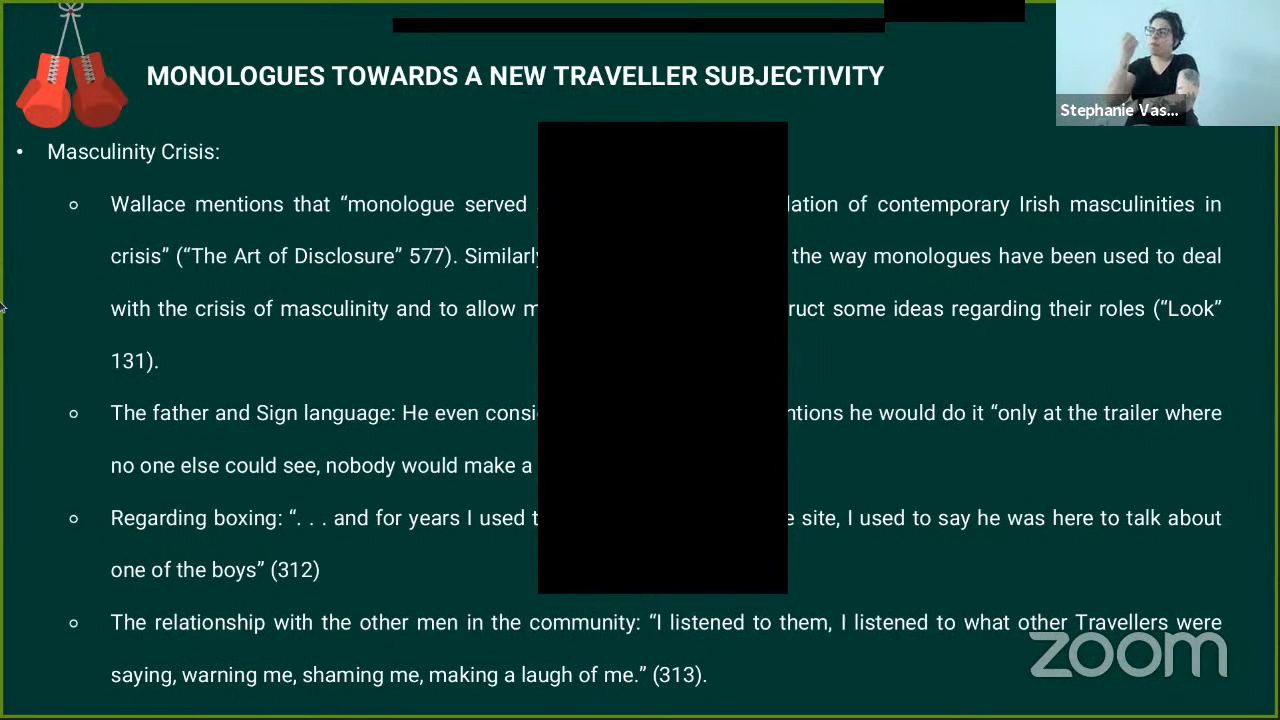 MONOLOGUES TOWARDS A NEW TRAVELLER SUBJECTIVITY
Stephanie Vas...
• Masculinity Crisis:
Wallace mentions that “monologue served of contemporary Irish masculinities in
crisis” (“The Art of Disclosure” 577). the way monologues have been used to deal
with the crisis of masculinity and to allow some ideas regarding their roles (“Look”
131).
The father and Sign language: He even he would do it “only at the trailer where
no one else could see, nobody would make a
Regarding boxing: “. . . and for years I used site, I used to say he was here to talk about
one of the boys” (312)
The relationship with the other men in the community: “I listened to them, I listened to what other Travellers were
saying, warning me, shaming me, making a laugh of me.” (313).
zoom